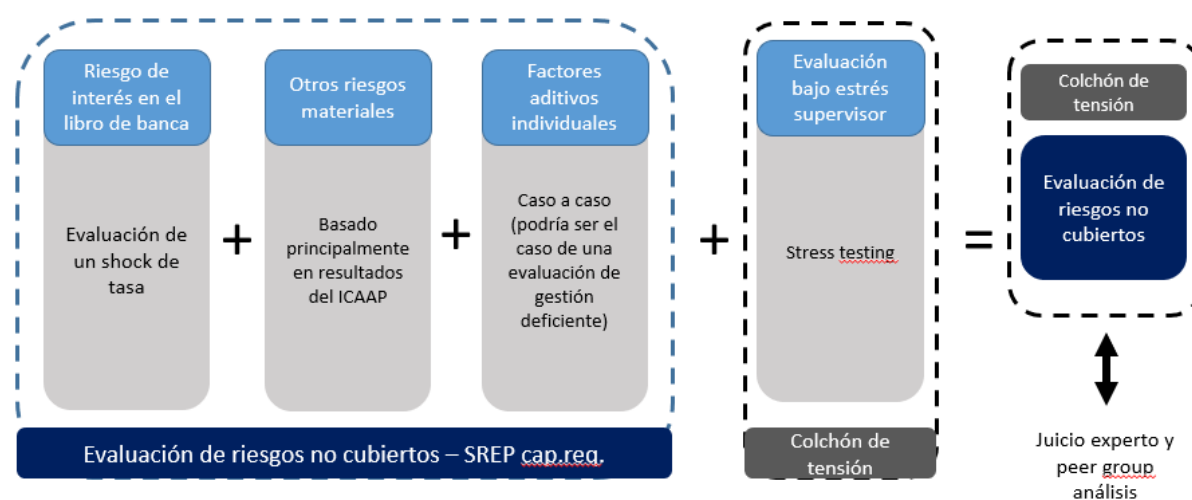 Riesgo de
interés en el
libro de banca
Evaluación de
un shock de
tasa
+
Otros riesgos
materiales
Basado
principalmente
en resultados
del ICAAP
+
Factores
aditivos
individuales
Caso a caso
(podría ser el
caso de una
evaluación de
gestión
deficiente)
Evaluación de riesgos no cubiertos – SREP cap.req.
+
Evaluación
bajo estrés
supervisor
Stress testing
Colchón de
tensión
=
Colchón de
tensión
Evaluación de
riesgos no
cubiertos
Juicio experto y
peer group
análisis